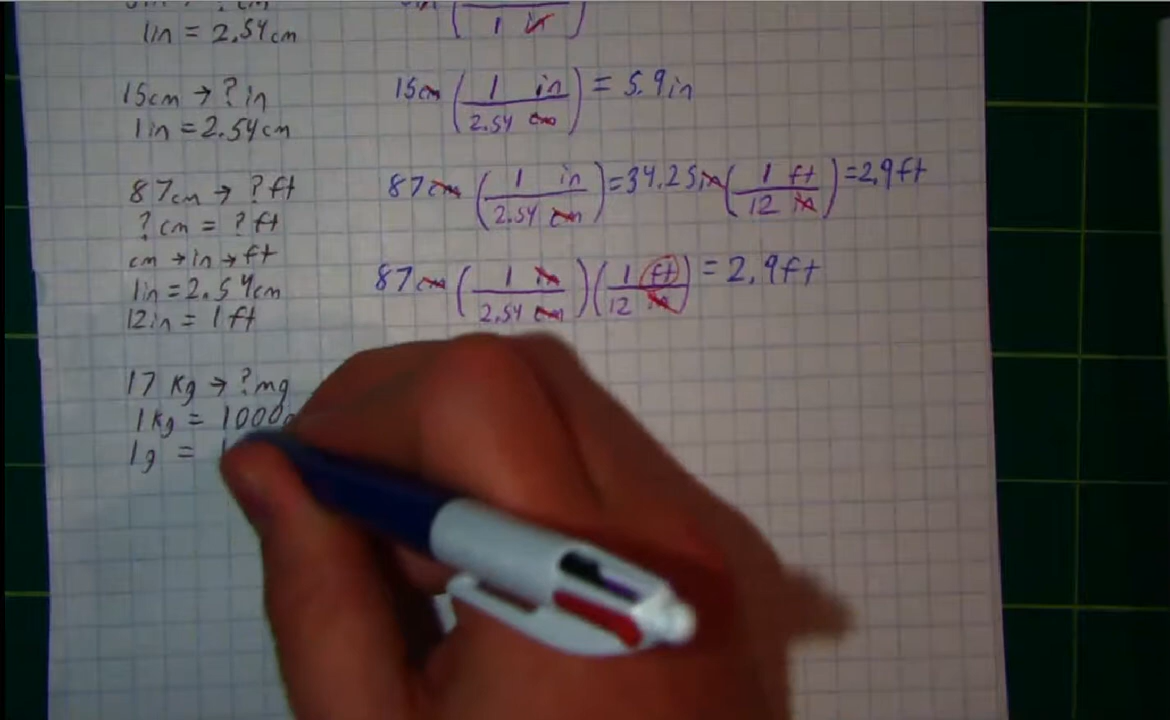 1in = 2.54cm
1 in
15cm → ? in
15cm ( 1 in / 2.54 cm ) = 5.9in
1in = 2.54cm
87cm → ? ft
87cm ( 1 in / 2.54 cm ) = 34.25in ( 1 ft / 12 in ) = 2.9ft
? cm = ? ft
cm → in → ft
87cm ( 1 in / 2.54 cm ) ( 1 ft / 12 in ) = 2.9ft
1in = 2.54cm
12in = 1ft
17 Kg → ? mg
1Kg = 1000g
1g =